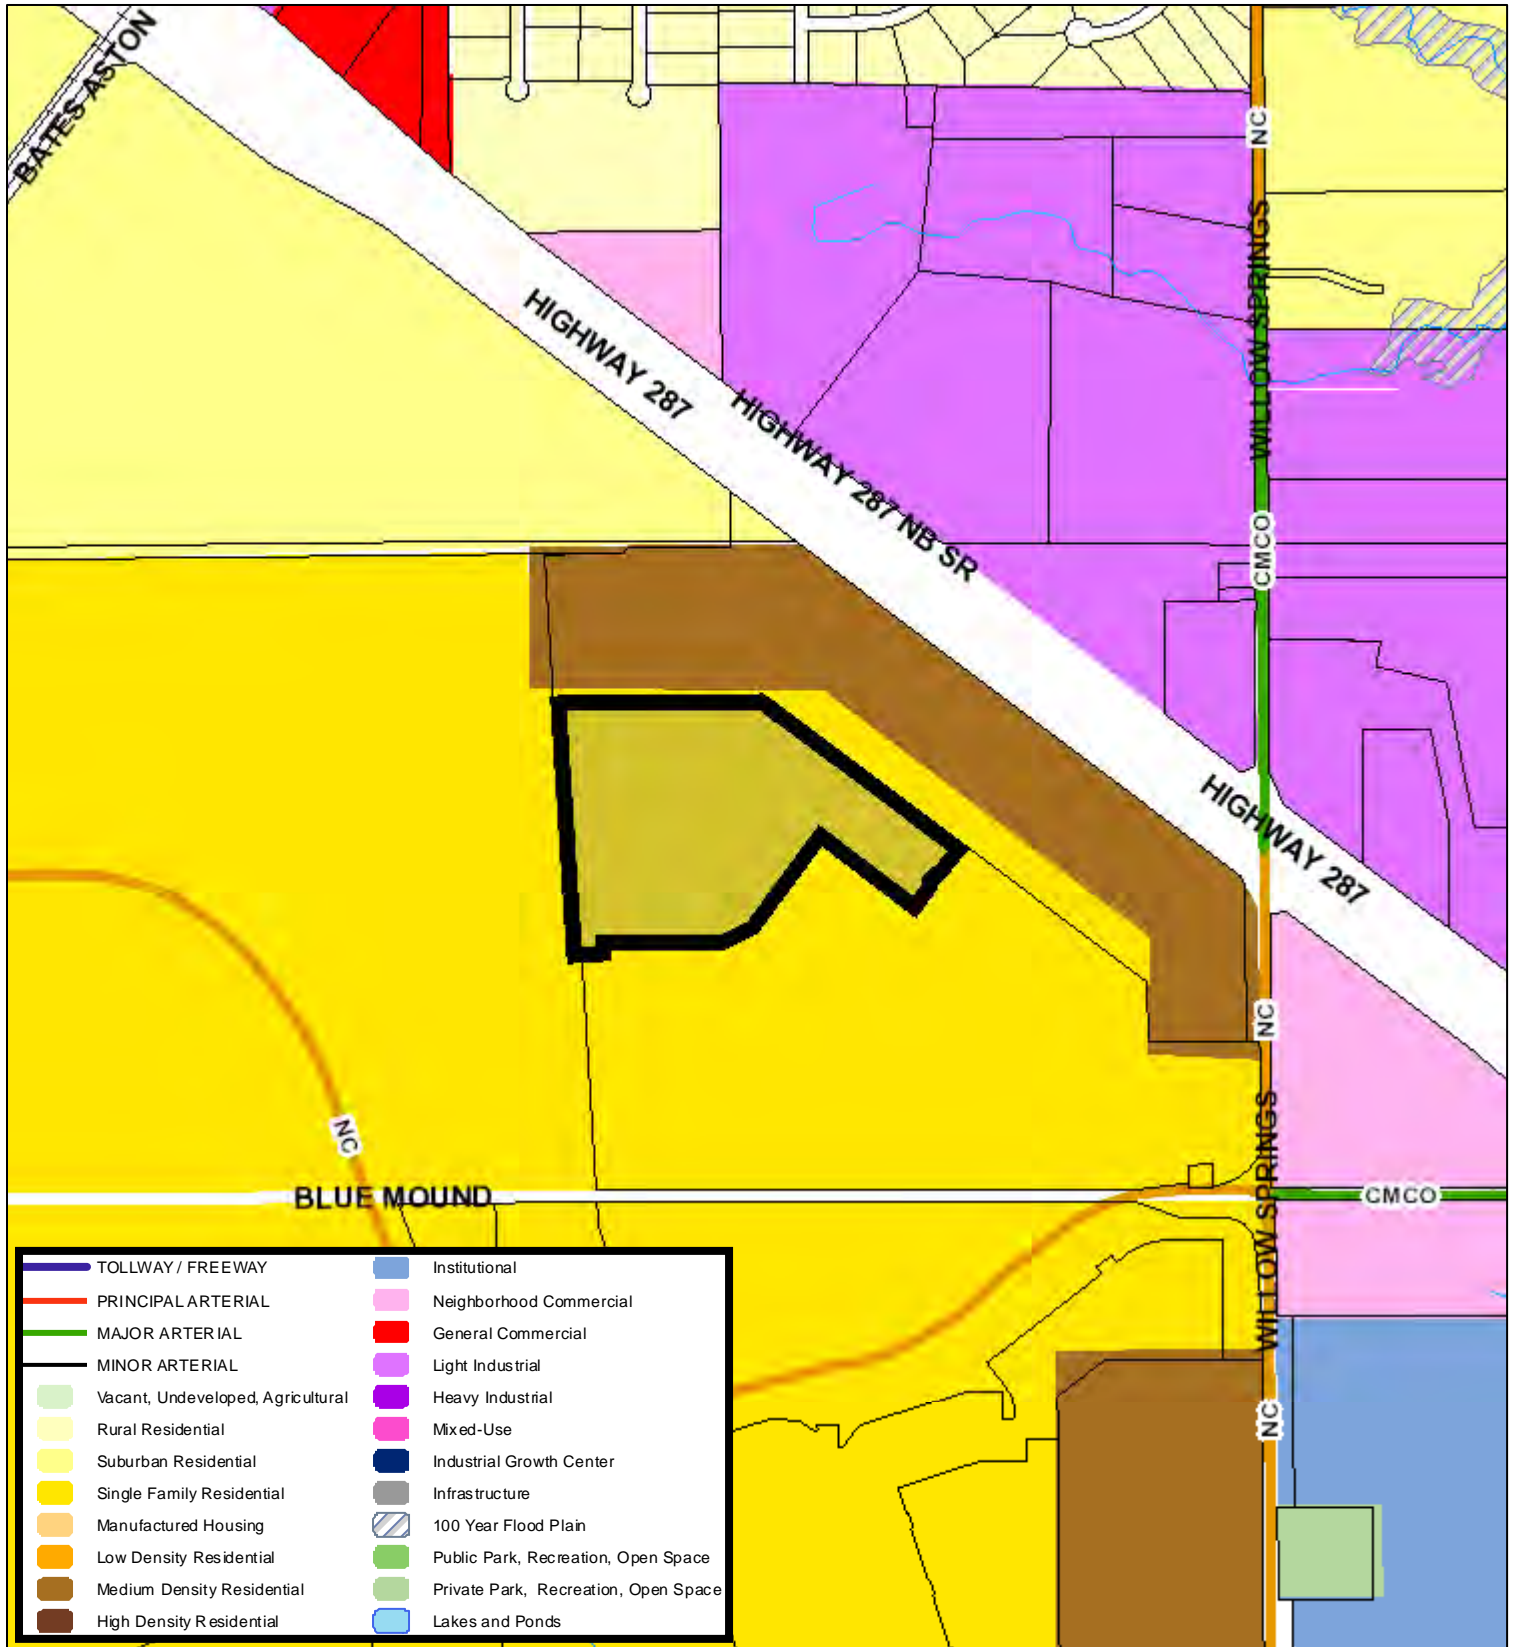 BATES ASTON
NC
WILLOW SPRINGS
HIGHWAY 287
HIGHWAY 287 NB SR
CMCO
HIGHWAY 287
NC
NC
WILLOW SPRINGS
BLUE MOUND
CMCO
NC
TOLLWAY / FREEWAY
PRINCIPAL ARTERIAL
MAJOR ARTERIAL
MINOR ARTERIAL
Vacant, Undeveloped, Agricultural
Rural Residential
Suburban Residential
Single Family Residential
Manufactured Housing
Low Density Residential
Medium Density Residential
High Density Residential
Institutional
Neighborhood Commercial
General Commercial
Light Industrial
Heavy Industrial
Mixed-Use
Industrial Growth Center
Infrastructure
100 Year Flood Plain
Public Park, Recreation, Open Space
Private Park, Recreation, Open Space
Lakes and Ponds